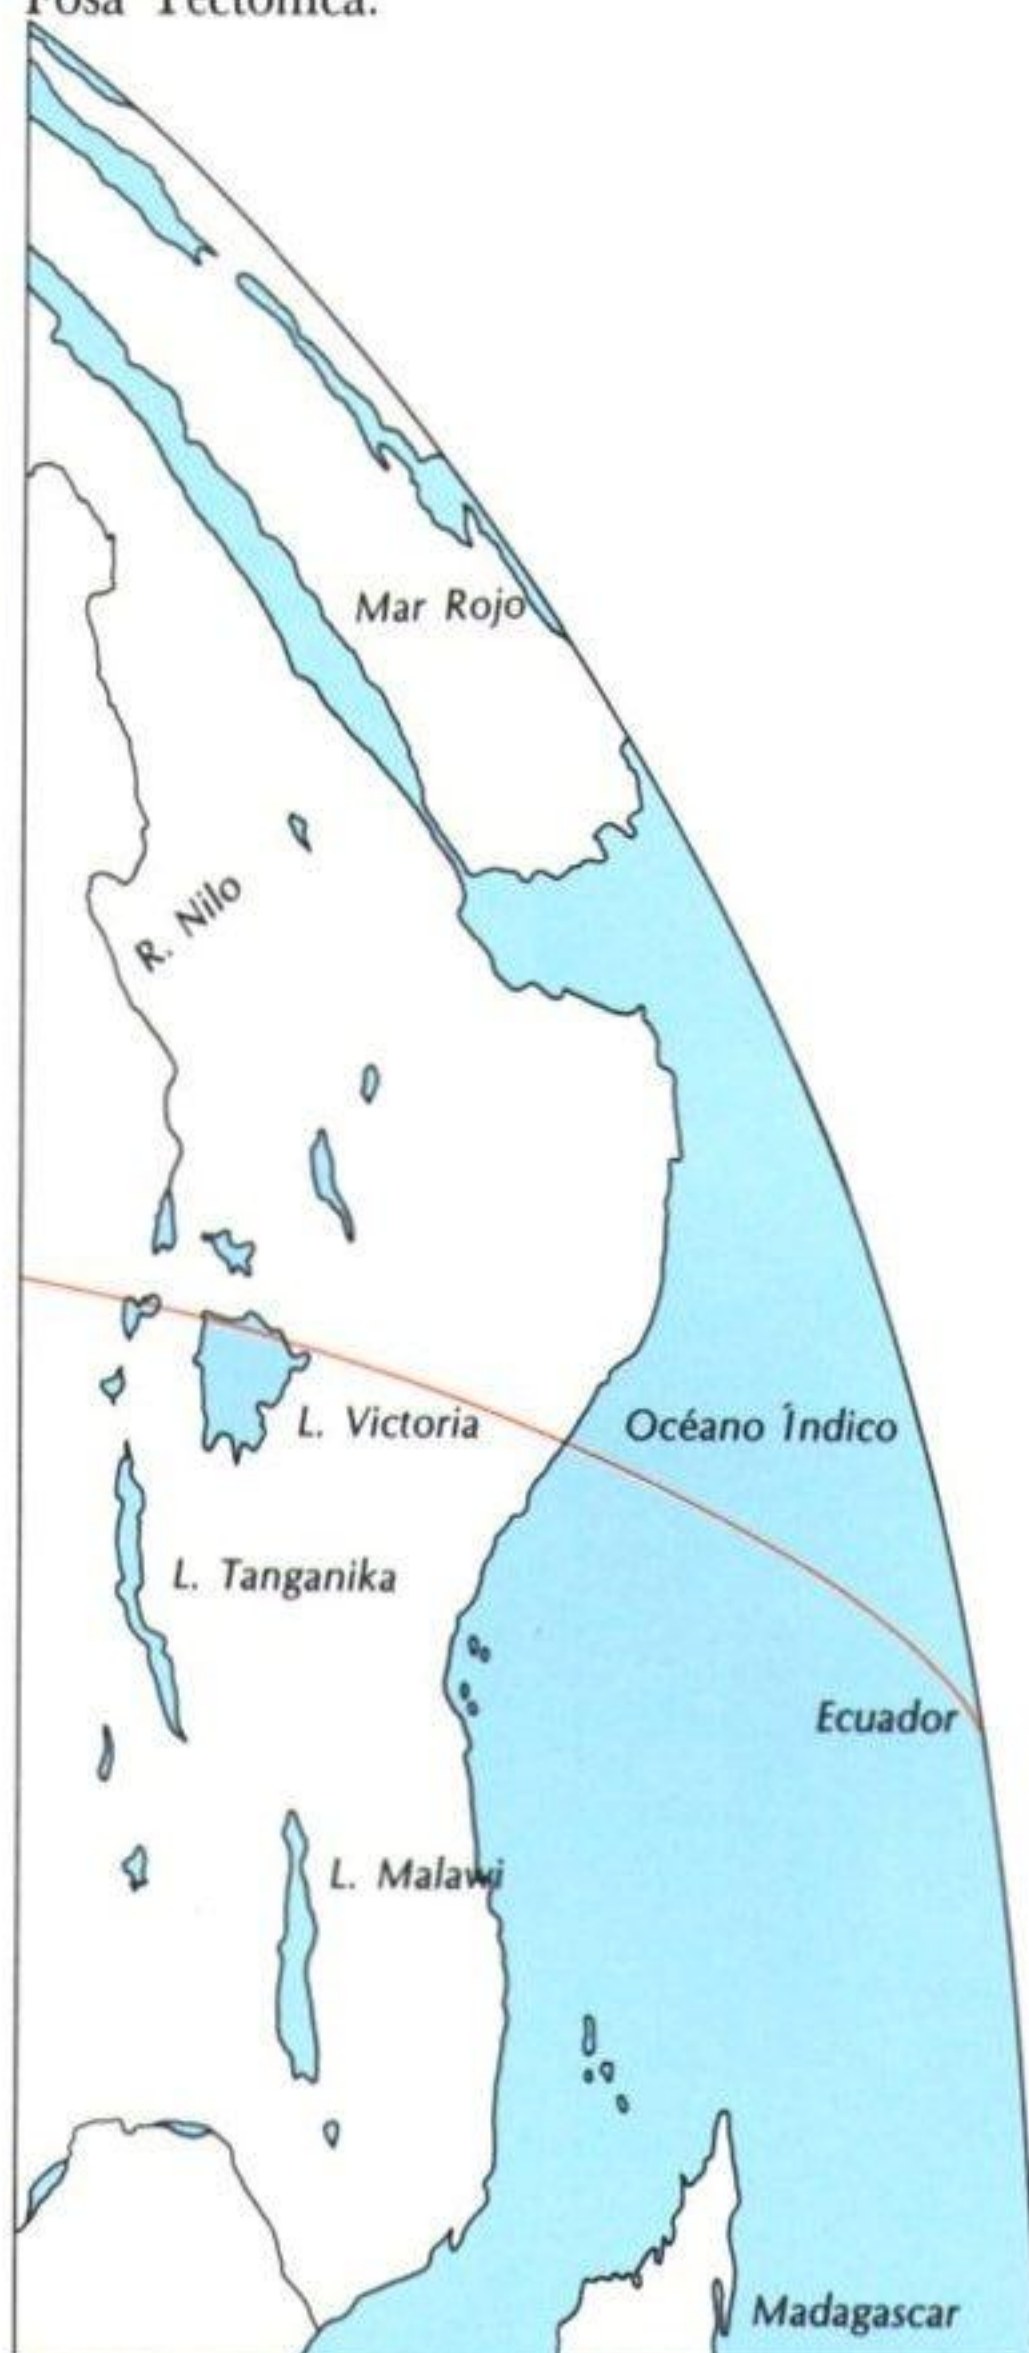 Fosa Tectónica.
Mar Rojo
R. Nilo
L. Victoria
Océano Índico
L. Tanganika
Ecuador
L. Malawi
Madagascar